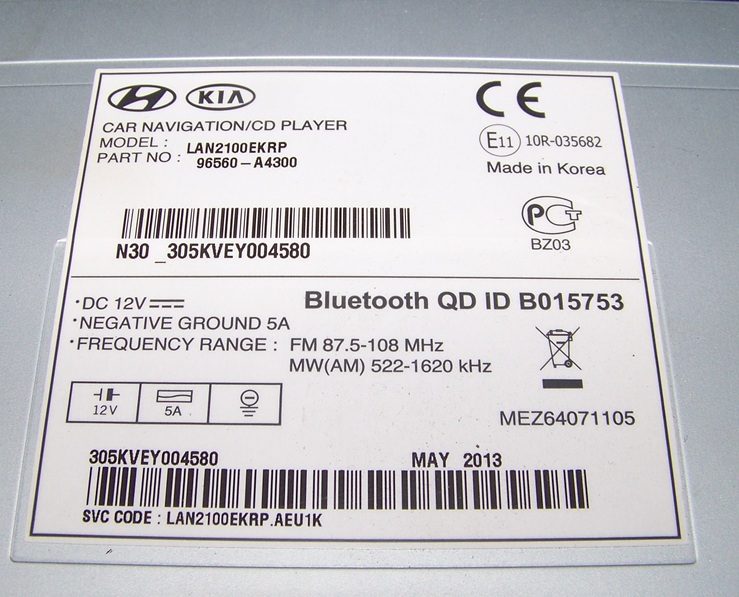 KIA
CE
CAR NAVIGATION/CD PLAYER
MODEL : LAN2100EKRP
PART NO : 96560-A4300
E11 10R-035682
Made in Korea
PCT
BZ03
N30 _305KVEY004580
·DC 12V
Bluetooth QD ID B015753
·NEGATIVE GROUND 5A
·FREQUENCY RANGE : FM 87.5-108 MHz
MW(AM) 522-1620 kHz
12V 5A
MEZ64071105
305KVEY004580 MAY 2013
SVC CODE : LAN2100EKRP.AEU1K